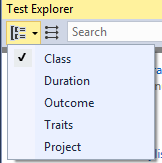 Test Explorer
Search
Class
Duration
Outcome
Traits
Project